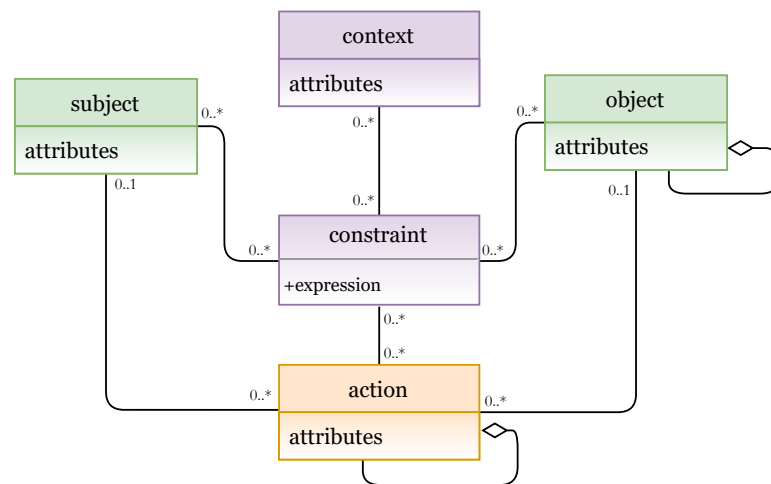 context
attributes
subject
attributes
object
attributes
0..*
0..*
0..*
0..1
0..1
0..*
constraint
+expression
0..*
0..*
0..*
0..*
action
attributes
0..*
0..*